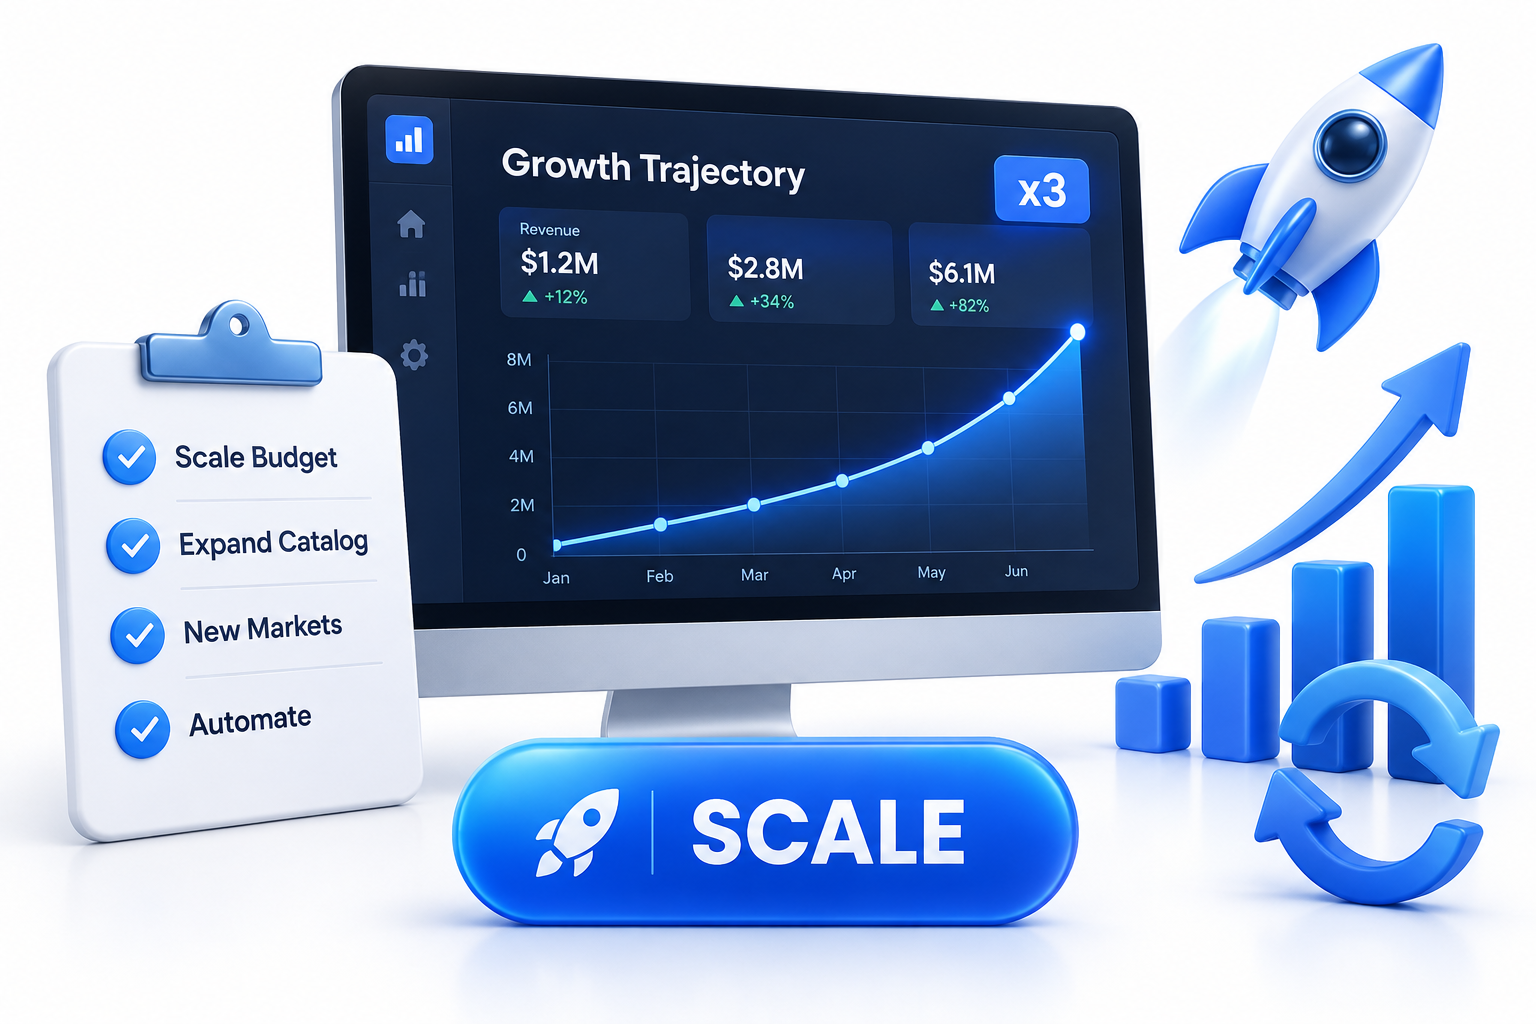 Growth Trajectory
x3
Revenue
$1.2M
+12%
$2.8M
+34%
$6.1M
+82%
8M
6M
4M
2M
0
Jan
Feb
Mar
Apr
May
Jun
Scale Budget
Expand Catalog
New Markets
Automate
SCALE